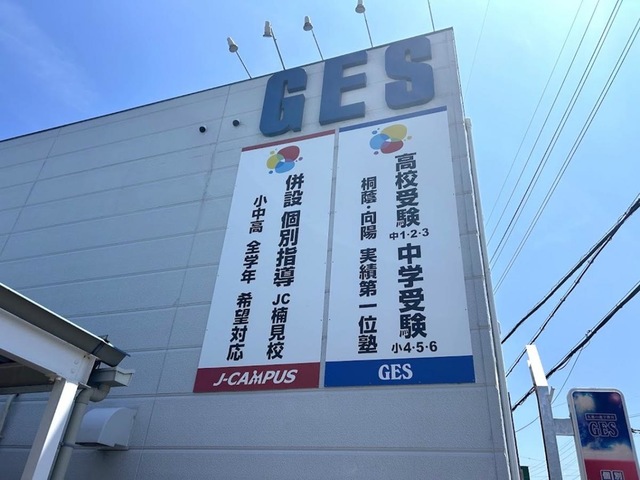 GES
高校受験 中1・2・3
中学受験 小4・5・6
桐蔭・向陽 実績第一位塾
GES
併設 個別指導 JC楠見校
小中高 全学年 希望対応
J-CAMPUS
GES
個別